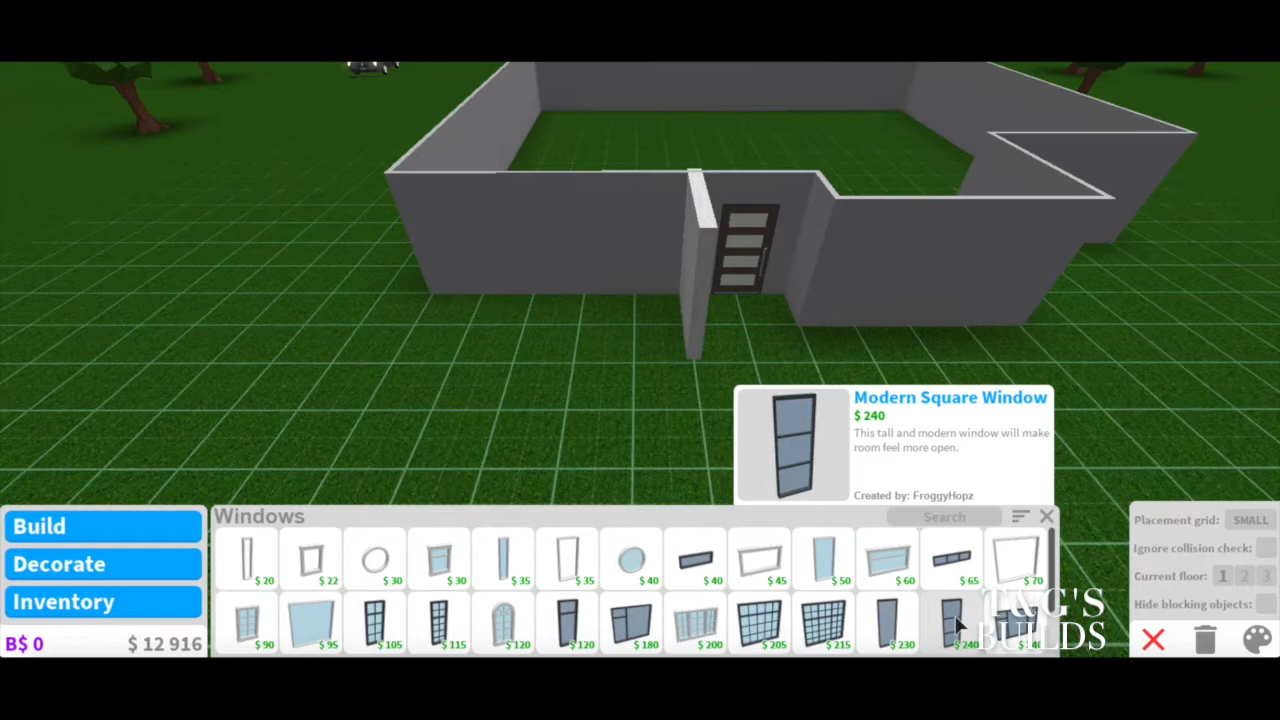 Modern Square Window
$ 240
This tall and modern window will make
room feel more open.
Created by: FroggyHopz
Build
Decorate
Inventory
B$ 0
$ 12 916
Windows
Search
$ 20
$ 22
$ 30
$ 30
$ 35
$ 35
$ 40
$ 40
$ 45
$ 50
$ 60
$ 65
$ 70
$ 90
$ 95
$ 105
$ 115
$ 120
$ 120
$ 180
$ 200
$ 205
$ 215
$ 230
$ 240
T&G'S
BUILDS
Placement grid: SMALL
Ignore collision check:
Current floor: 1 2 3
Hide blocking objects: